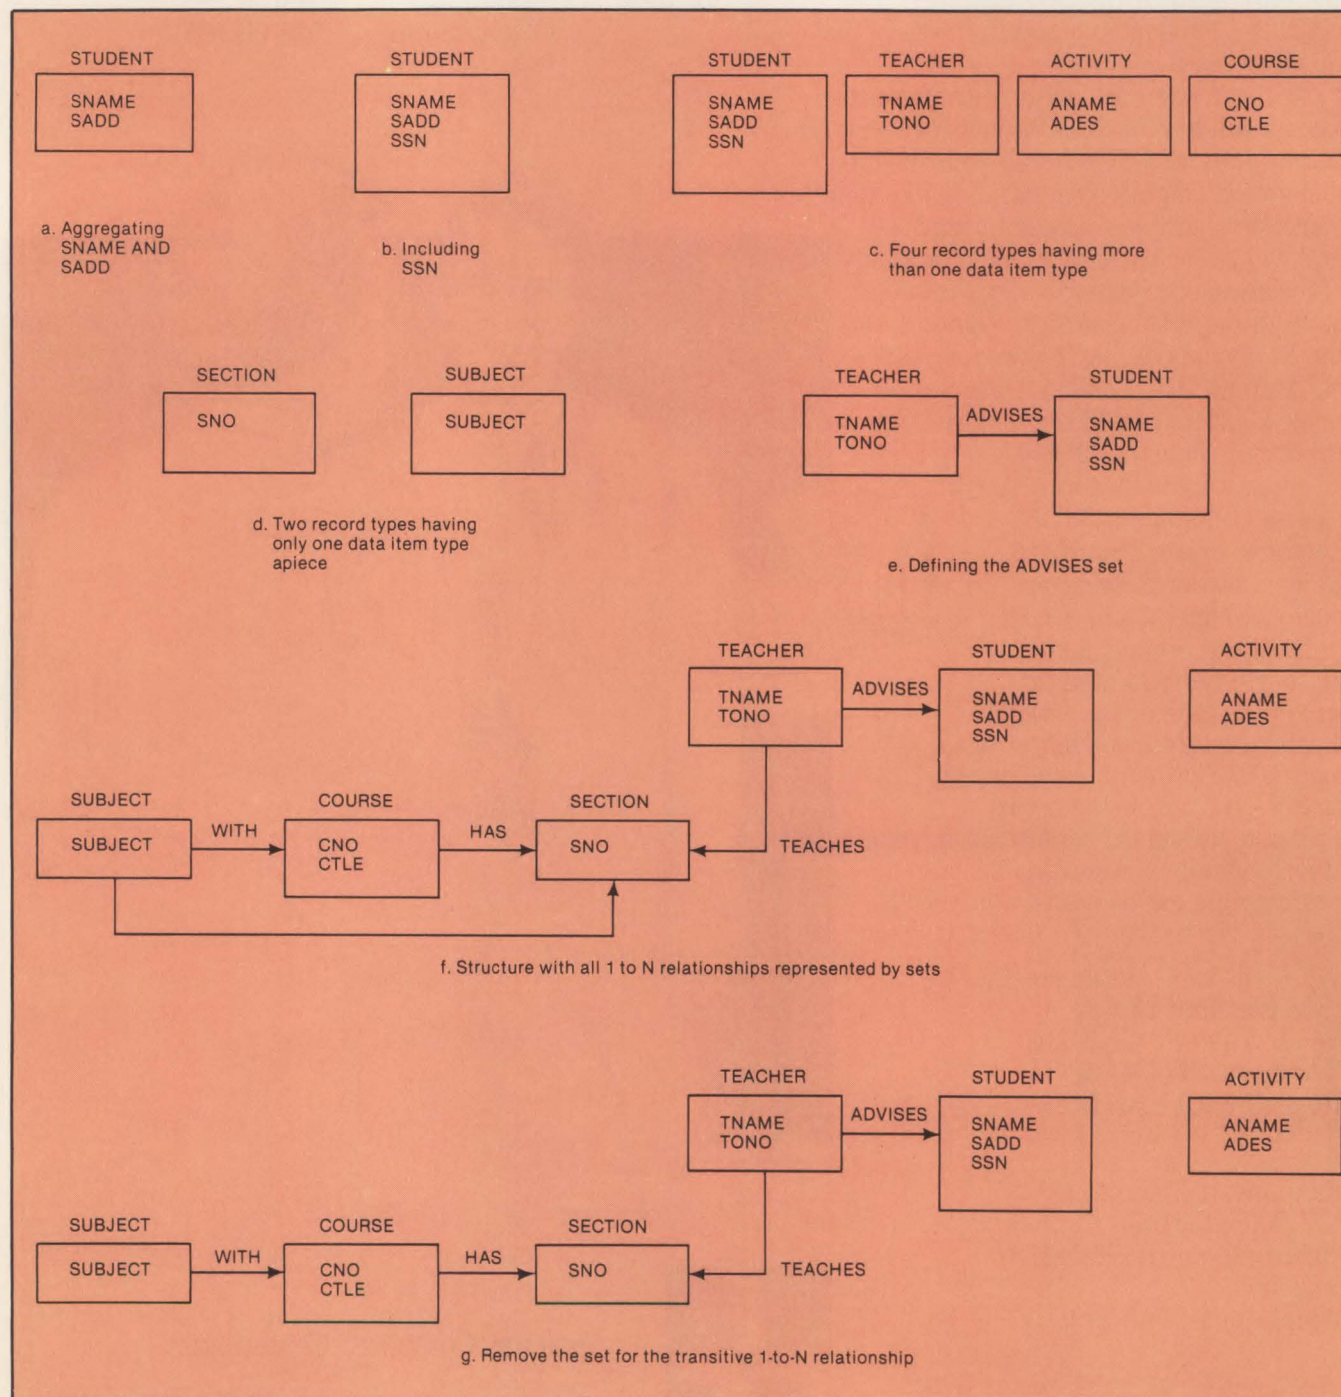 STUDENT
SNAME
SADD
a. Aggregating
SNAME AND
SADD
STUDENT
SNAME
SADD
SSN
b. Including
SSN
STUDENT
SNAME
SADD
SSN
TEACHER
TNAME
TONO
ACTIVITY
ANAME
ADES
COURSE
CNO
CTLE
c. Four record types having more
than one data item type
SECTION
SNO
SUBJECT
SUBJECT
d. Two record types having
only one data item type
apiece
TEACHER
TNAME
TONO
ADVISES
STUDENT
SNAME
SADD
SSN
e. Defining the ADVISES set
TEACHER
TNAME
TONO
ADVISES
STUDENT
SNAME
SADD
SSN
ACTIVITY
ANAME
ADES
SUBJECT
SUBJECT
WITH
COURSE
CNO
CTLE
HAS
SECTION
SNO
TEACHES
f. Structure with all 1 to N relationships represented by sets
TEACHER
TNAME
TONO
ADVISES
STUDENT
SNAME
SADD
SSN
ACTIVITY
ANAME
ADES
SUBJECT
SUBJECT
WITH
COURSE
CNO
CTLE
HAS
SECTION
SNO
TEACHES
g. Remove the set for the transitive 1-to-N relationship